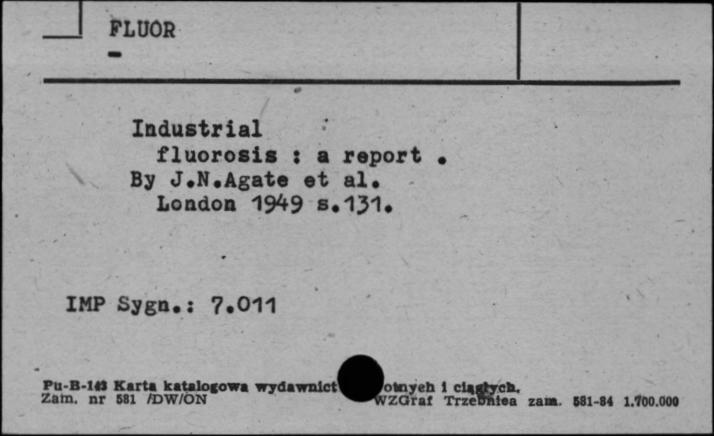 FLUOR
Industrial
fluorosis : a report .
By J.N.Agate et al.
London 1949 s.131.
IMP Sygn.: 7.011
Pu-B-143 Karta katalogowa wydawnict otnych i ciągłych.
Zam. nr 581 /DW/ON WZGraf Trzebnica zam. 581-84 1.700.000